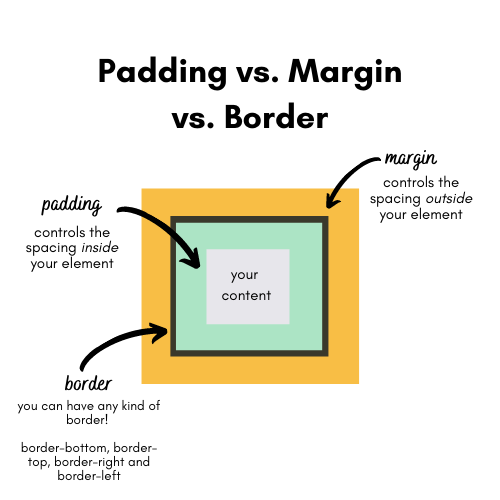 Padding vs. Margin
vs. Border
margin
controls the
spacing outside
your element
padding
controls the
spacing inside
your element
your
content
border
you can have any kind of
border!
border-bottom, border-
top, border-right and
border-left